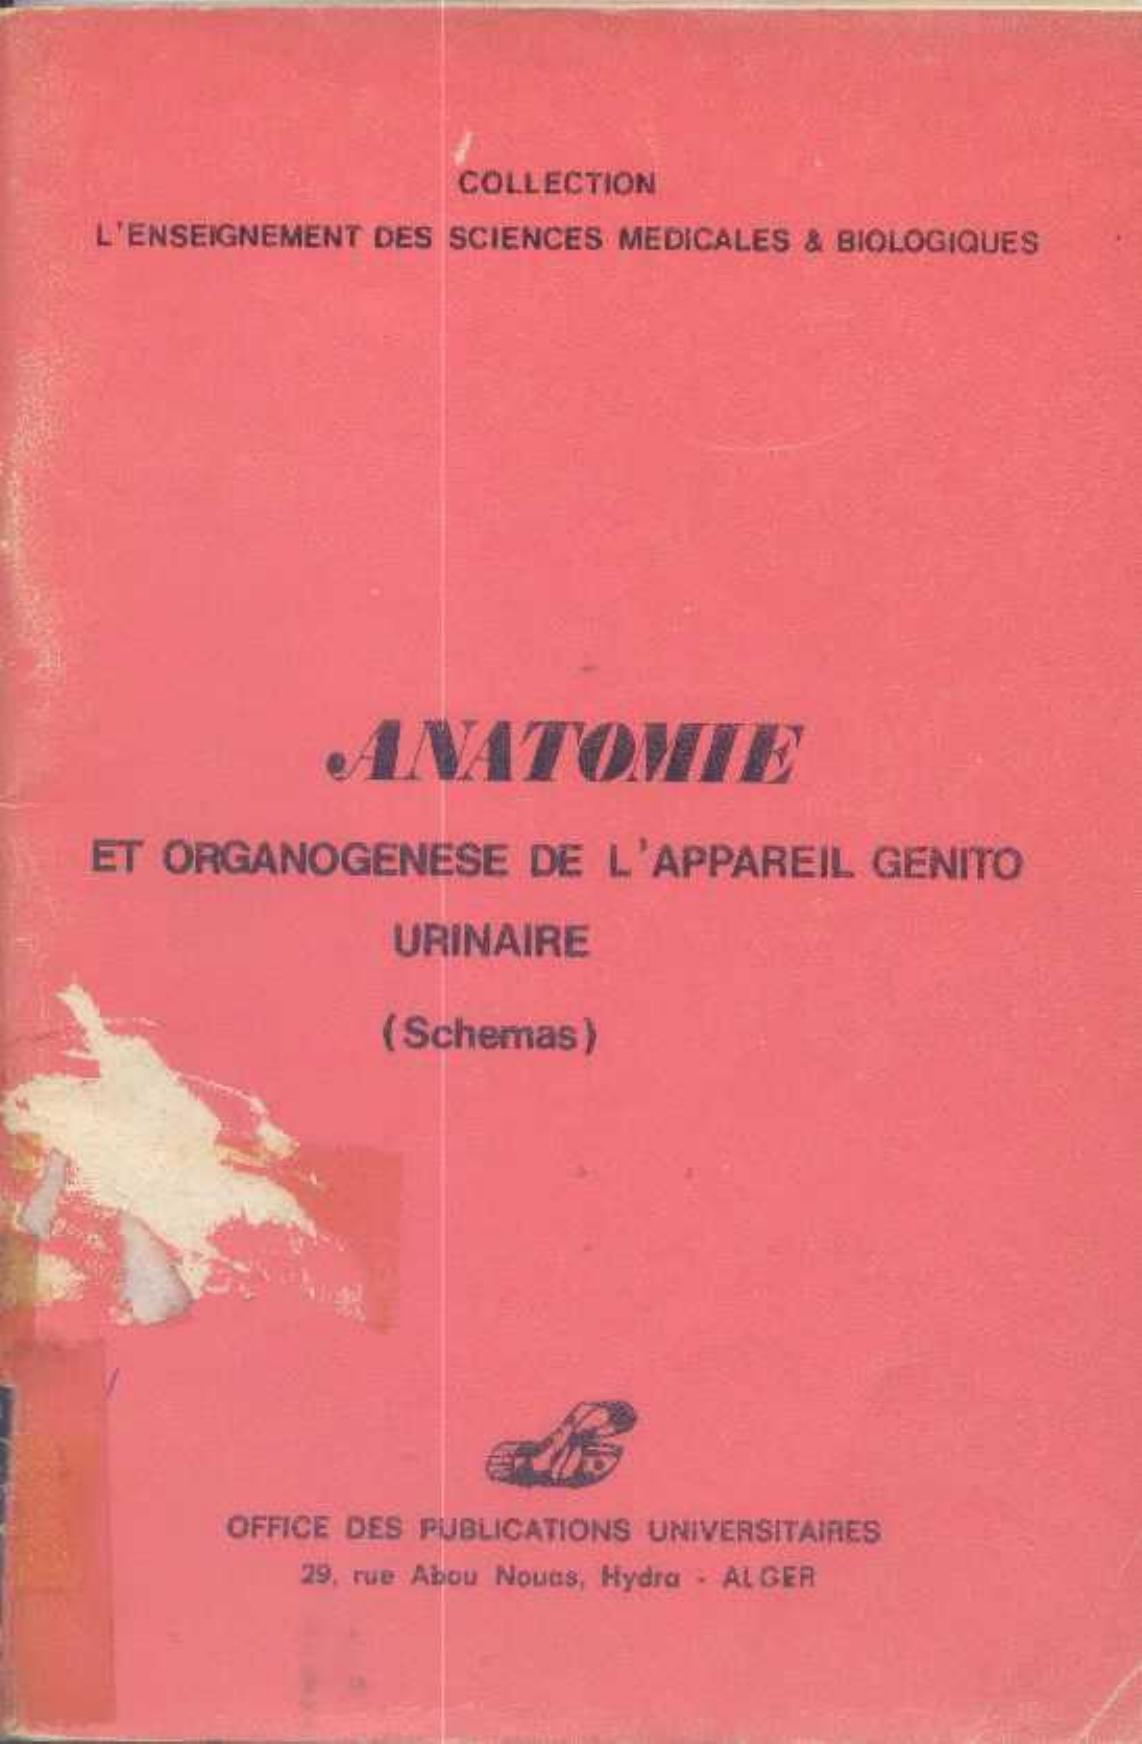 COLLECTION
L'ENSEIGNEMENT DES SCIENCES MEDICALES & BIOLOGIQUES
ANATOMIE
ET ORGANOGENESE DE L'APPAREIL GENITO
URINAIRE
(Schemas)
OFFICE DES PUBLICATIONS UNIVERSITAIRES
29, rue Abou Nouas, Hydra - ALGER